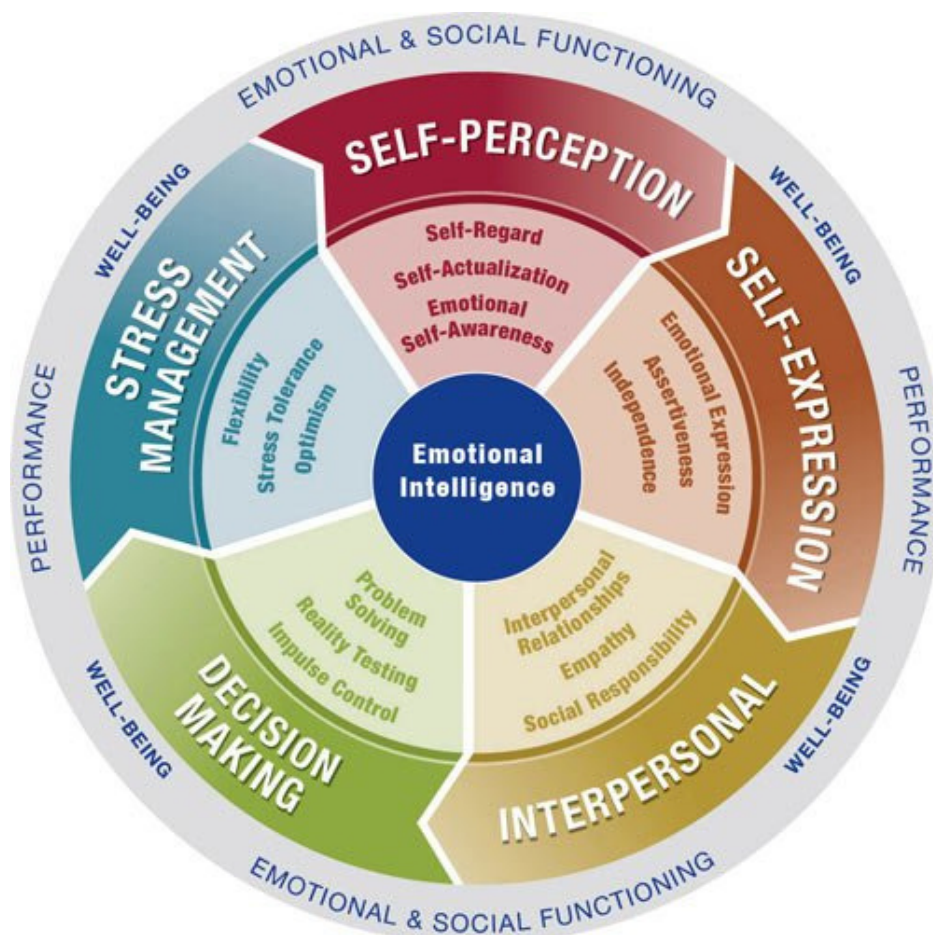 EMOTIONAL & SOCIAL FUNCTIONING
WELL-BEING
WELL-BEING
PERFORMANCE
PERFORMANCE
WELL-BEING
WELL-BEING
EMOTIONAL & SOCIAL FUNCTIONING
SELF-PERCEPTION
Self-Regard
Self-Actualization
Emotional
Self-Awareness
SELF-EXPRESSION
Emotional Expression
Assertiveness
Independence
INTERPERSONAL
Interpersonal
Relationships
Empathy
Social Responsibility
DECISION
MAKING
Problem
Solving
Reality Testing
Impulse Control
STRESS
MANAGEMENT
Flexibility
Stress Tolerance
Optimism
Emotional
Intelligence